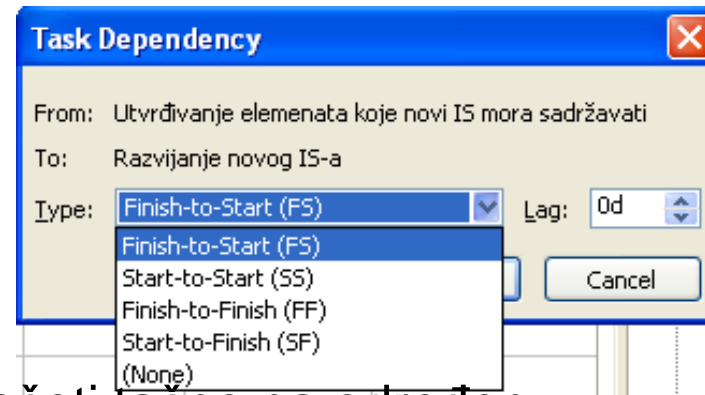 Task Dependency
From: Utvrđivanje elemenata koje novi IS mora sadržavati
To: Razvijanje novog IS-a
Type: Finish-to-Start (FS) Lag: 0d
Finish-to-Start (FS)
Start-to-Start (SS) Cancel
Finish-to-Finish (FF)
Start-to-Finish (SF)
(None)